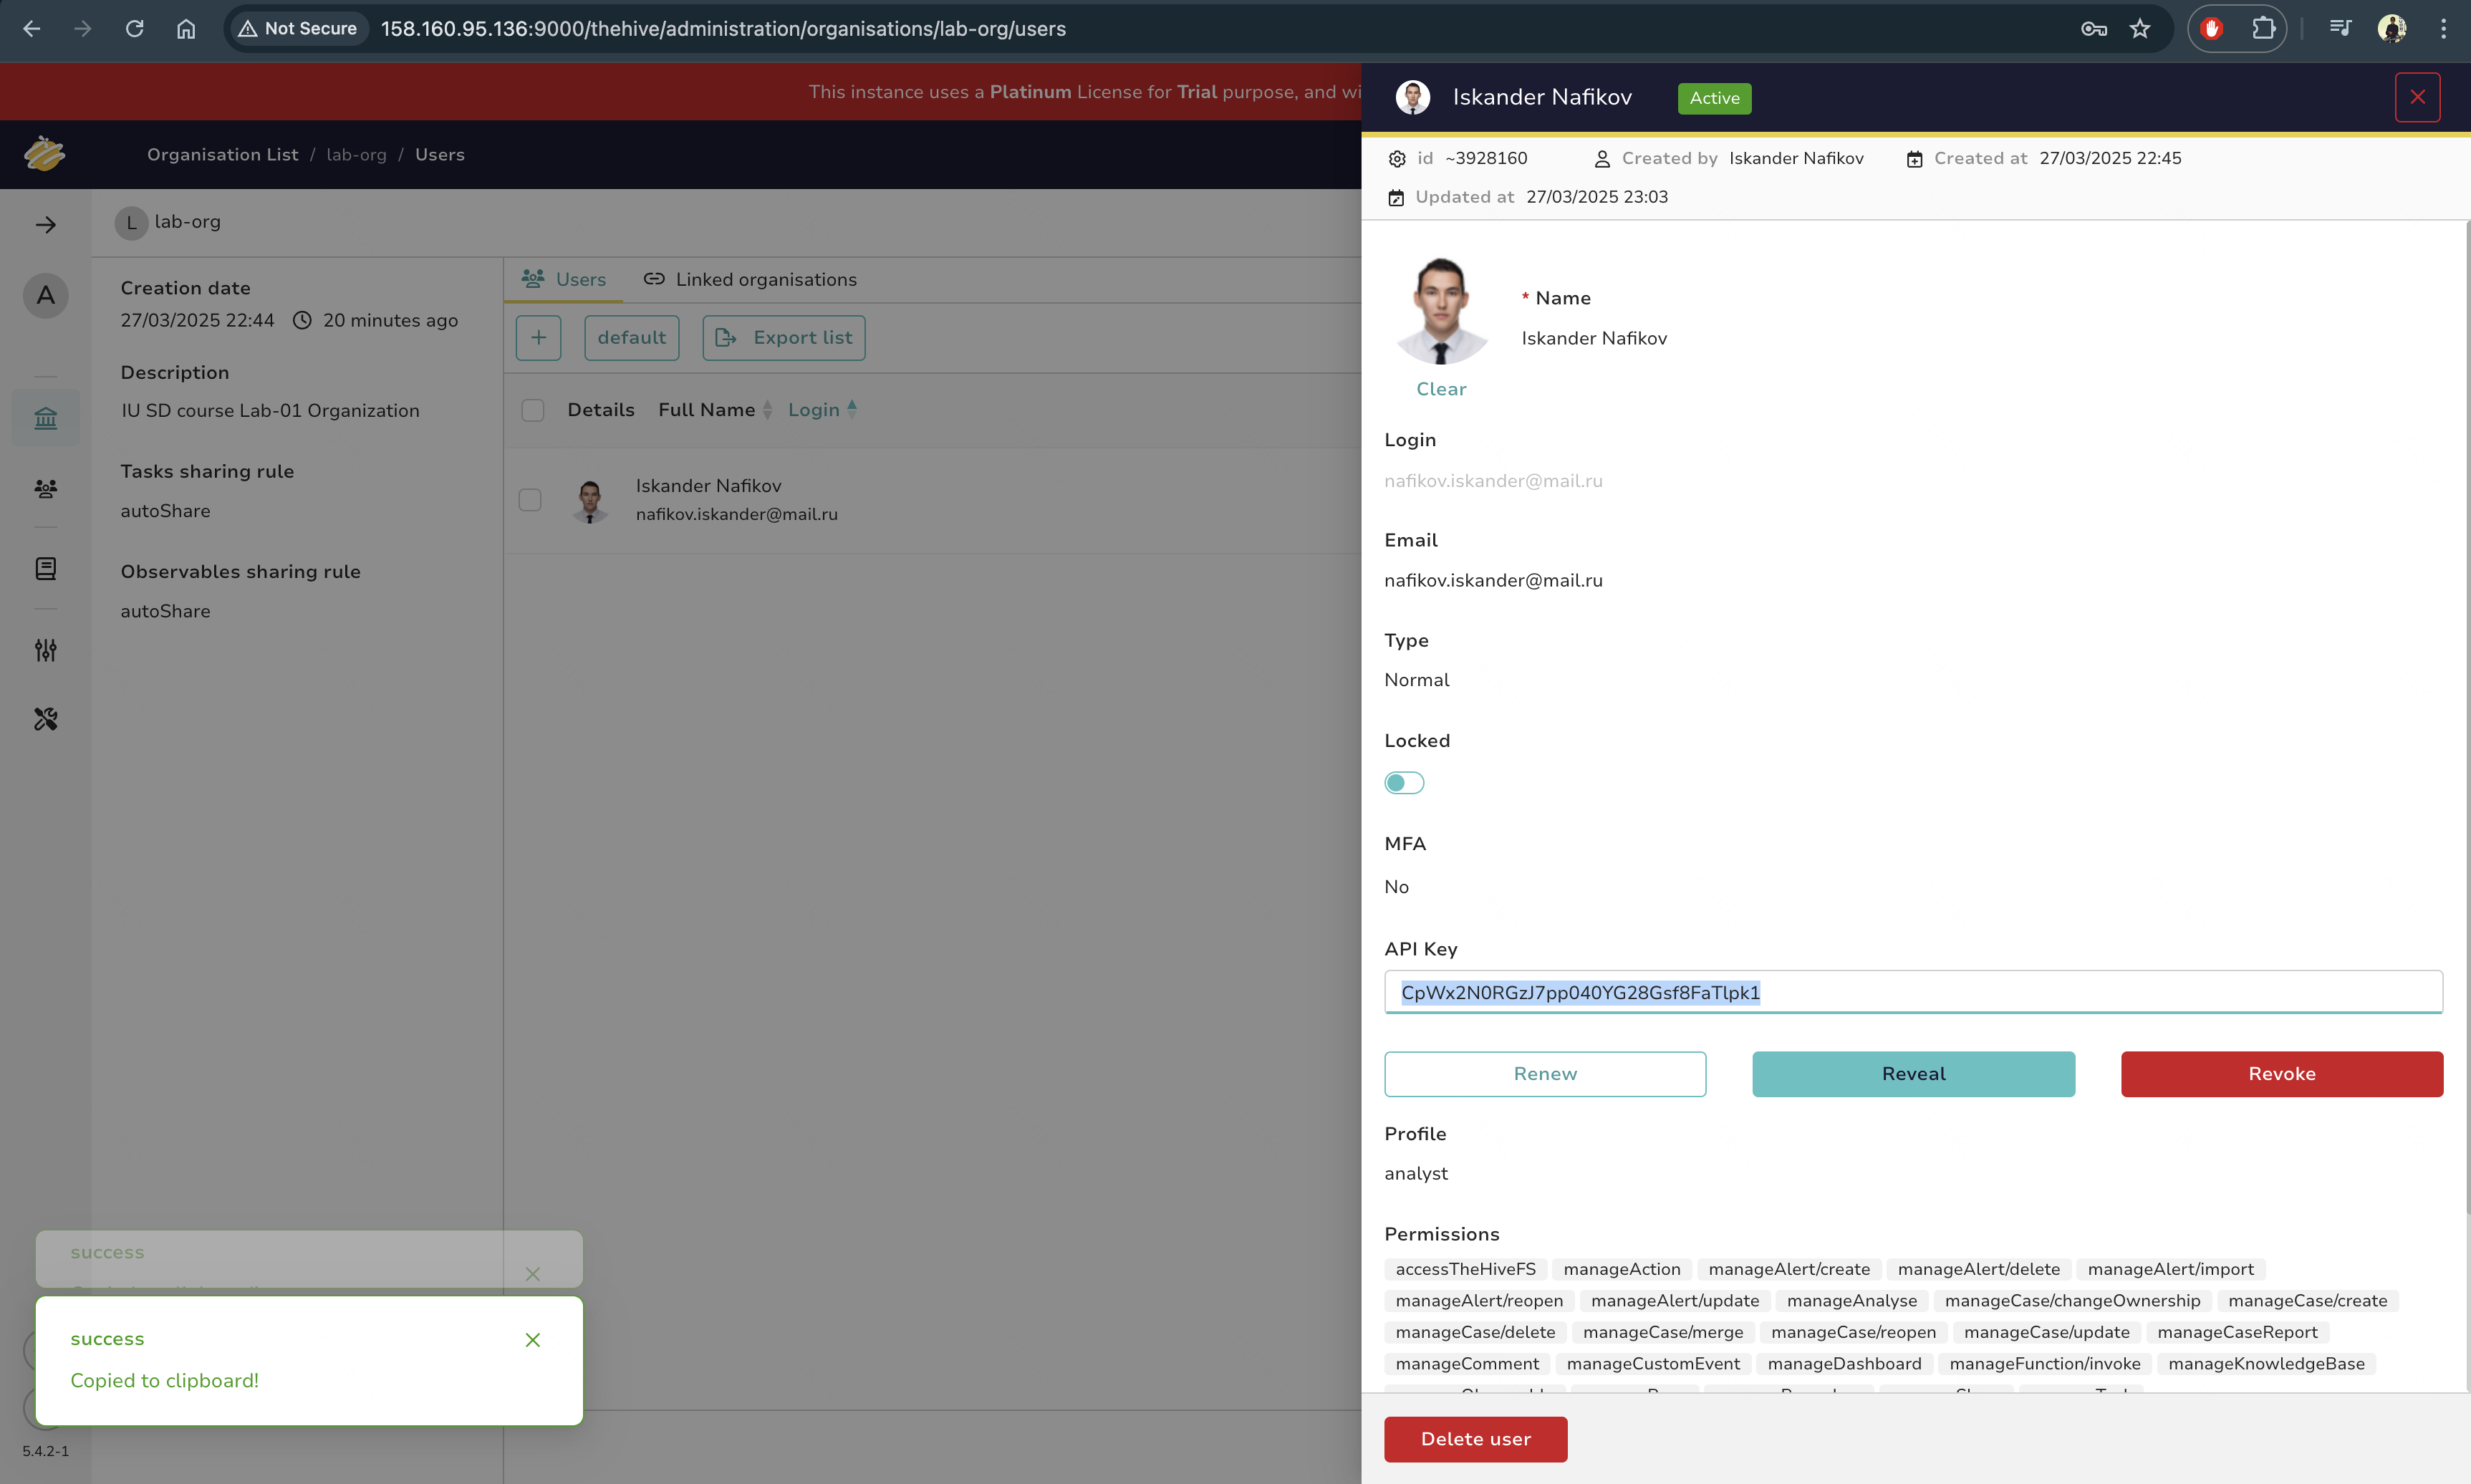 Not Secure 158.160.95.136:9000/thehive/administration/organisations/lab-org/users
This instance uses a Platinum License for Trial purpose, and wi
Organisation List / lab-org / Users
L lab-org
A
Creation date
27/03/2025 22:44 20 minutes ago
Description
IU SD course Lab-01 Organization
Tasks sharing rule
autoShare
Observables sharing rule
autoShare
Users Linked organisations
+ default Export list
Details Full Name Login
Iskander Nafikov
nafikov.iskander@mail.ru
success
success
Copied to clipboard!
5.4.2-1
Iskander Nafikov Active
id ~3928160 Created by Iskander Nafikov Created at 27/03/2025 22:45
Updated at 27/03/2025 23:03
* Name
Iskander Nafikov
Clear
Login
nafikov.iskander@mail.ru
Email
nafikov.iskander@mail.ru
Type
Normal
Locked
MFA
No
API Key
CpWx2N0RGzJ7pp040YG28Gsf8FaTlpk1
Renew Reveal Revoke
Profile
analyst
Permissions
accessTheHiveFS manageAction manageAlert/create manageAlert/delete manageAlert/import
manageAlert/reopen manageAlert/update manageAnalyse manageCase/changeOwnership manageCase/create
manageCase/delete manageCase/merge manageCase/reopen manageCase/update manageCaseReport
manageComment manageCustomEvent manageDashboard manageFunction/invoke manageKnowledgeBase
Delete user